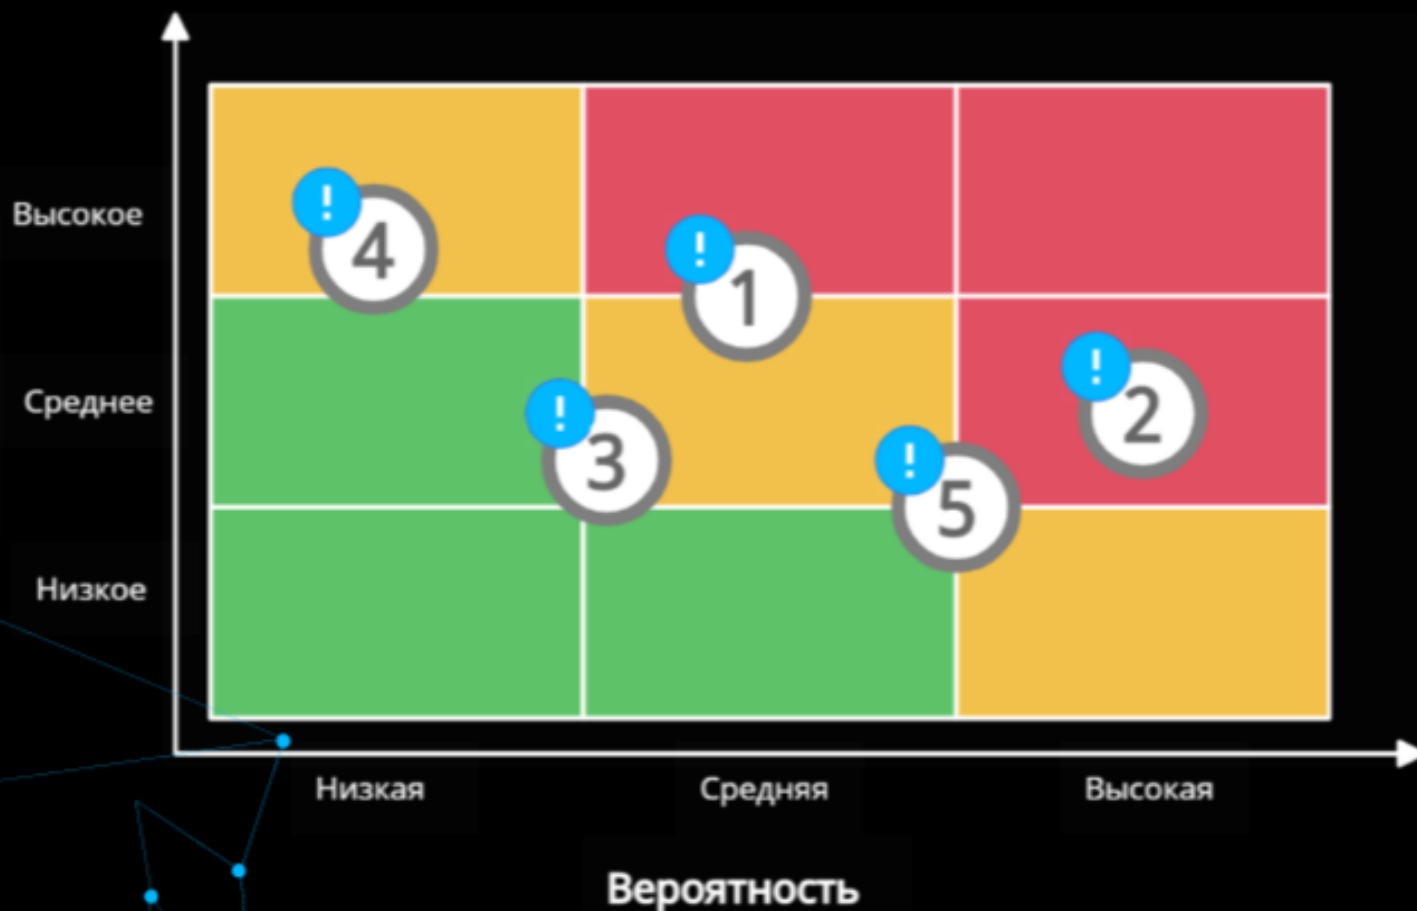 Высокое
! 4
! 1
Среднее
! 3
! 2
! 5
Низкое
Низкая Средняя Высокая
Вероятность